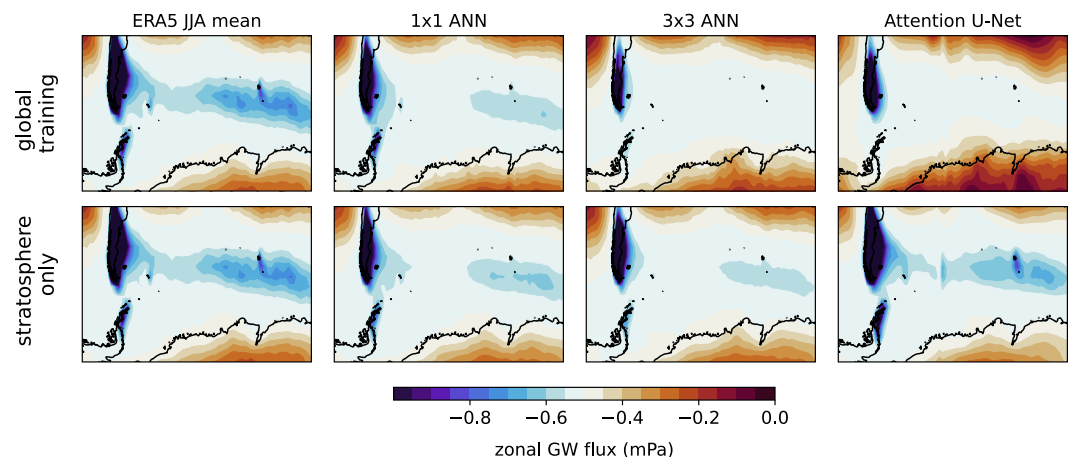 ERA5 JJA mean
1x1 ANN
3x3 ANN
Attention U-Net
global
training
stratosphere
only
−0.8
−0.6
−0.4
−0.2
0.0
zonal GW flux (mPa)